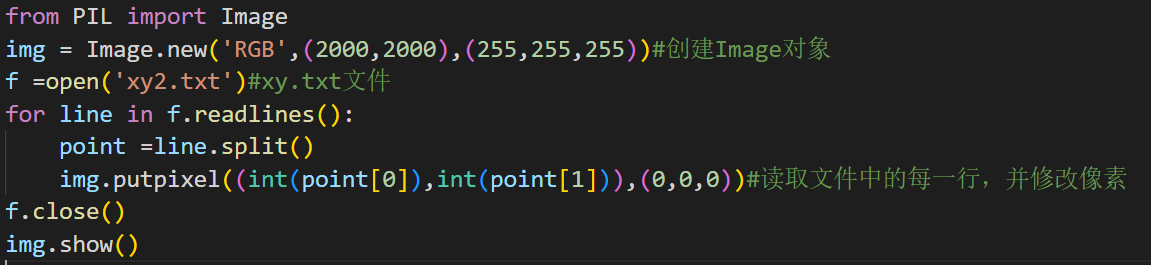 from PIL import Image
img = Image.new('RGB',(2000,2000),(255,255,255))#创建Image对象
f =open('xy2.txt')#xy.txt文件
for line in f.readlines():
    point =line.split()
    img.putpixel((int(point[0]),int(point[1])),(0,0,0))#读取文件中的每一行，并修改像素
f.close()
img.show()